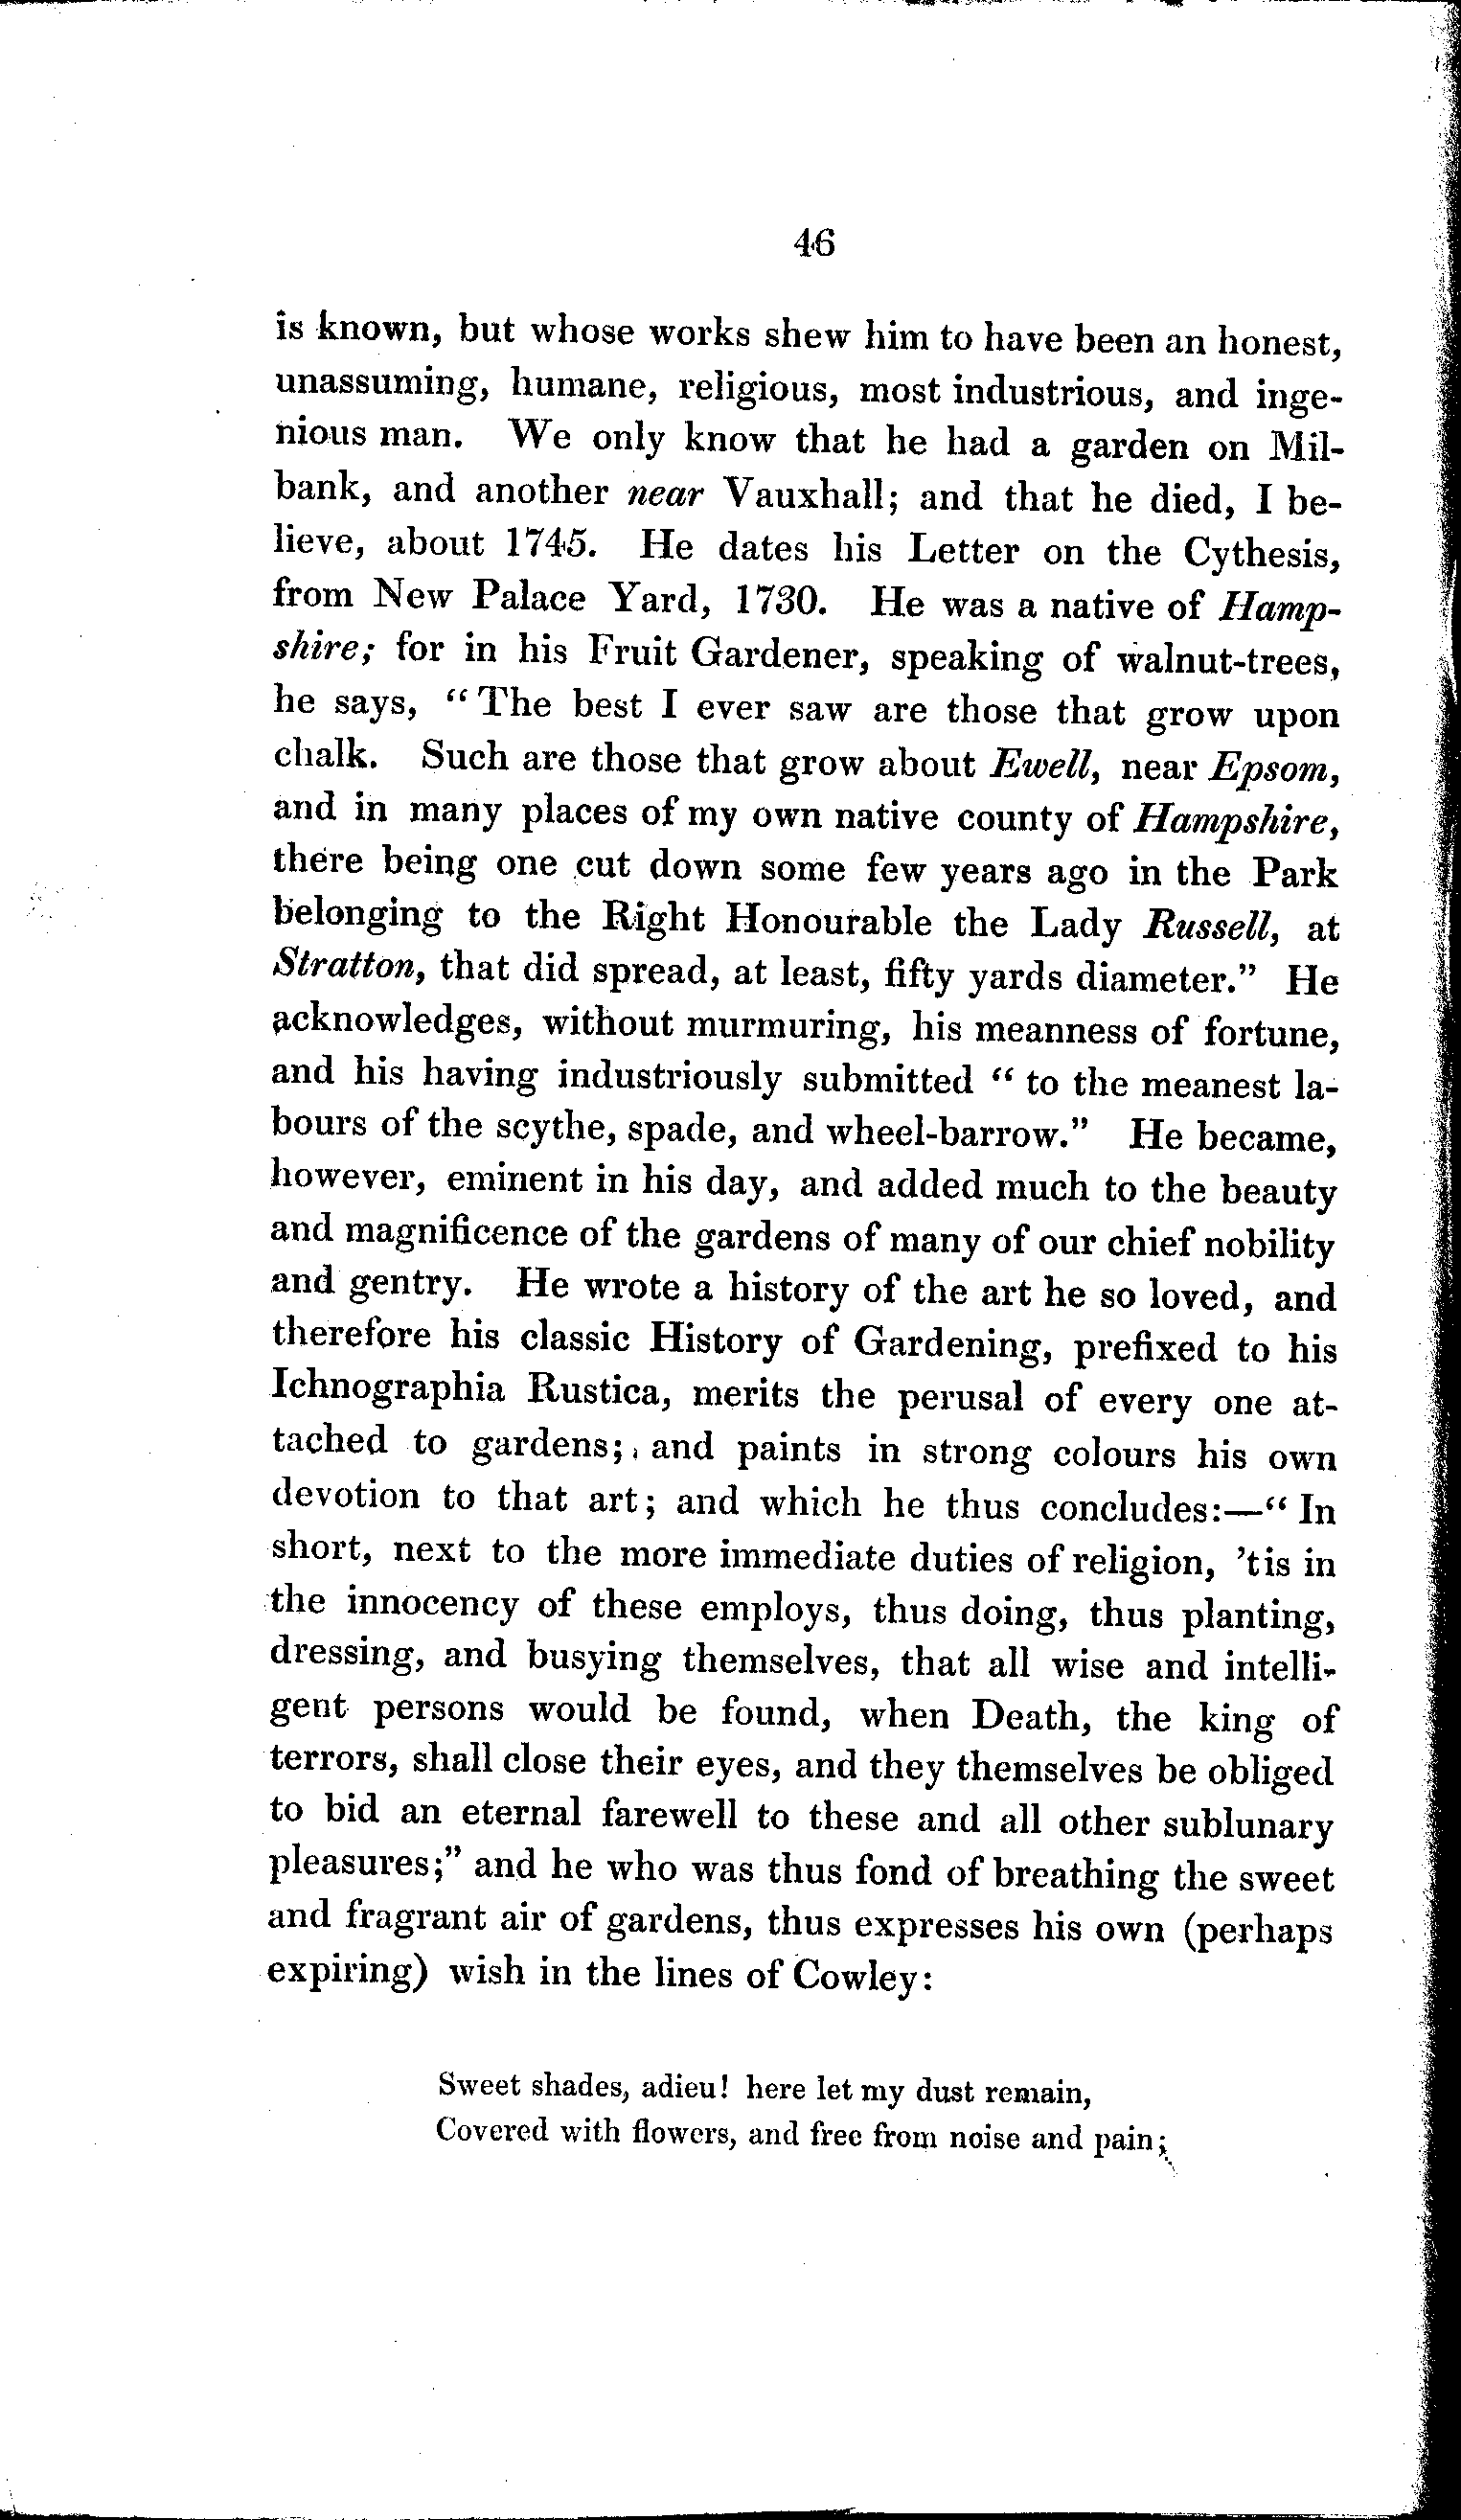 46
is known, but whose works shew him to have been an honest,
unassuming, humane, religious, most industrious, and inge-
nious man. We only know that he had a garden on Mil-
bank, and another near Vauxhall; and that he died, I be-
lieve, about 1745. He dates his Letter on the Cythesis,
from New Palace Yard, 1730. He was a native of Hamp-
shire; for in his Fruit Gardener, speaking of walnut-trees,
he says, “The best I ever saw are those that grow upon
chalk. Such are those that grow about Ewell, near Epsom,
and in many places of my own native county of Hampshire,
there being one cut down some few years ago in the Park
belonging to the Right Honourable the Lady Russell, at
Stratton, that did spread, at least, fifty yards diameter.” He
acknowledges, without murmuring, his meanness of fortune,
and his having industriously submitted “ to the meanest la-
bours of the scythe, spade, and wheel-barrow.” He became,
however, eminent in his day, and added much to the beauty
and magnificence of the gardens of many of our chief nobility
and gentry. He wrote a history of the art he so loved, and
therefore his classic History of Gardening, prefixed to his
Ichnographia Rustica, merits the perusal of every one at-
tached to gardens; and paints in strong colours his own
devotion to that art; and which he thus concludes:—“ In
short, next to the more immediate duties of religion, ’tis in
the innocency of these employs, thus doing, thus planting,
dressing, and busying themselves, that all wise and intelli-
gent persons would be found, when Death, the king of
terrors, shall close their eyes, and they themselves be obliged
to bid an eternal farewell to these and all other sublunary
pleasures;” and he who was thus fond of breathing the sweet
and fragrant air of gardens, thus expresses his own (perhaps
expiring) wish in the lines of Cowley:
Sweet shades, adieu! here let my dust remain,
Covered with flowers, and free from noise and pain;